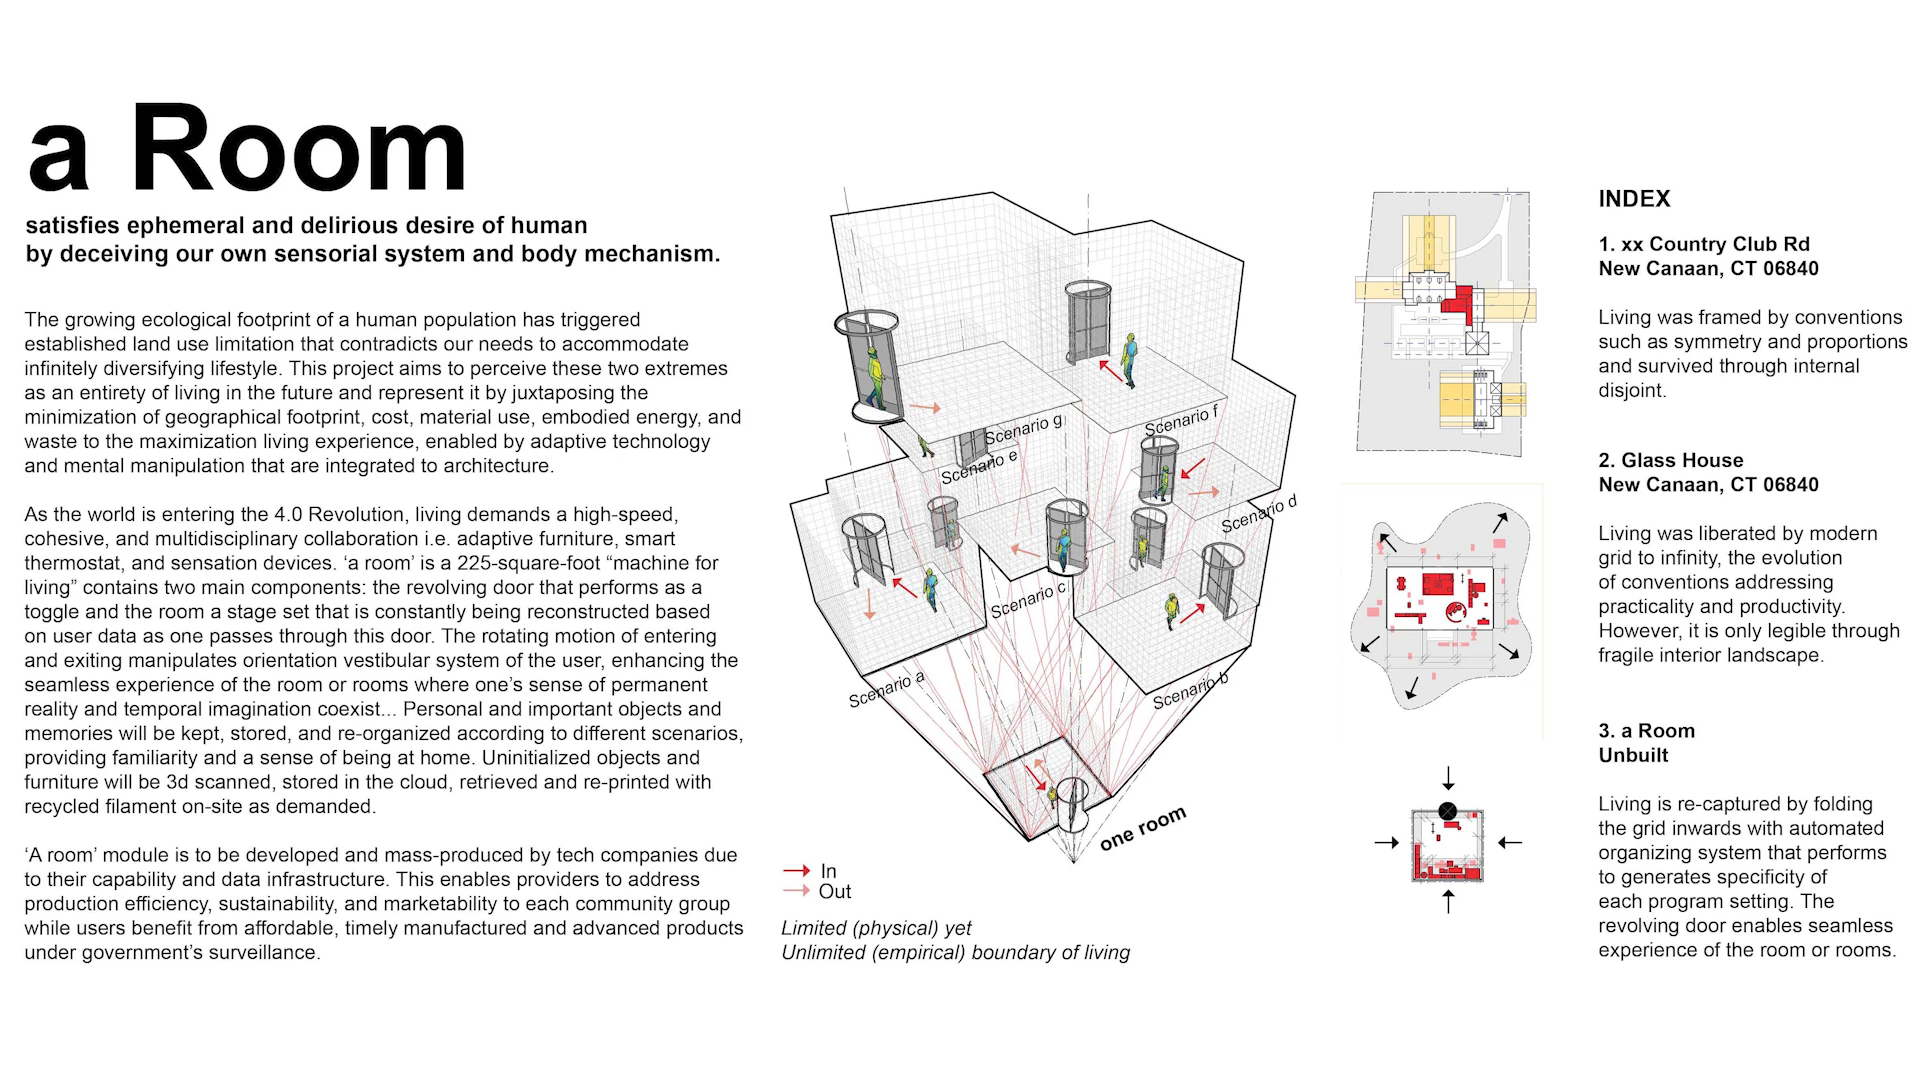 a Room
satisfies ephemeral and delirious desire of human
by deceiving our own sensorial system and body mechanism.
The growing ecological footprint of a human population has triggered
established land use limitation that contradicts our needs to accommodate
infinitely diversifying lifestyle. This project aims to perceive these two extremes
as an entirety of living in the future and represent it by juxtaposing the
minimization of geographical footprint, cost, material use, embodied energy, and
waste to the maximization living experience, enabled by adaptive technology
and mental manipulation that are integrated to architecture.
As the world is entering the 4.0 Revolution, living demands a high-speed,
cohesive, and multidisciplinary collaboration i.e. adaptive furniture, smart
thermostat, and sensation devices. ‘a room’ is a 225-square-foot “machine for
living” contains two main components: the revolving door that performs as a
toggle and the room a stage set that is constantly being reconstructed based
on user data as one passes through this door. The rotating motion of entering
and exiting manipulates orientation vestibular system of the user, enhancing the
seamless experience of the room or rooms where one’s sense of permanent
reality and temporal imagination coexist... Personal and important objects and
memories will be kept, stored, and re-organized according to different scenarios,
providing familiarity and a sense of being at home. Uninitialized objects and
furniture will be 3d scanned, stored in the cloud, retrieved and re-printed with
recycled filament on-site as demanded.
‘A room’ module is to be developed and mass-produced by tech companies due
to their capability and data infrastructure. This enables providers to address
production efficiency, sustainability, and marketability to each community group
while users benefit from affordable, timely manufactured and advanced products
under government’s surveillance.
Scenario g
Scenario f
Scenario e
Scenario d
Scenario c
Scenario a
Scenario b
one room
In
Out
Limited (physical) yet
Unlimited (empirical) boundary of living
INDEX
1. xx Country Club Rd
New Canaan, CT 06840
Living was framed by conventions
such as symmetry and proportions
and survived through internal
disjoint.
2. Glass House
New Canaan, CT 06840
Living was liberated by modern
grid to infinity, the evolution
of conventions addressing
practicality and productivity.
However, it is only legible through
fragile interior landscape.
3. a Room
Unbuilt
Living is re-captured by folding
the grid inwards with automated
organizing system that performs
to generates specificity of
each program setting. The
revolving door enables seamless
experience of the room or rooms.